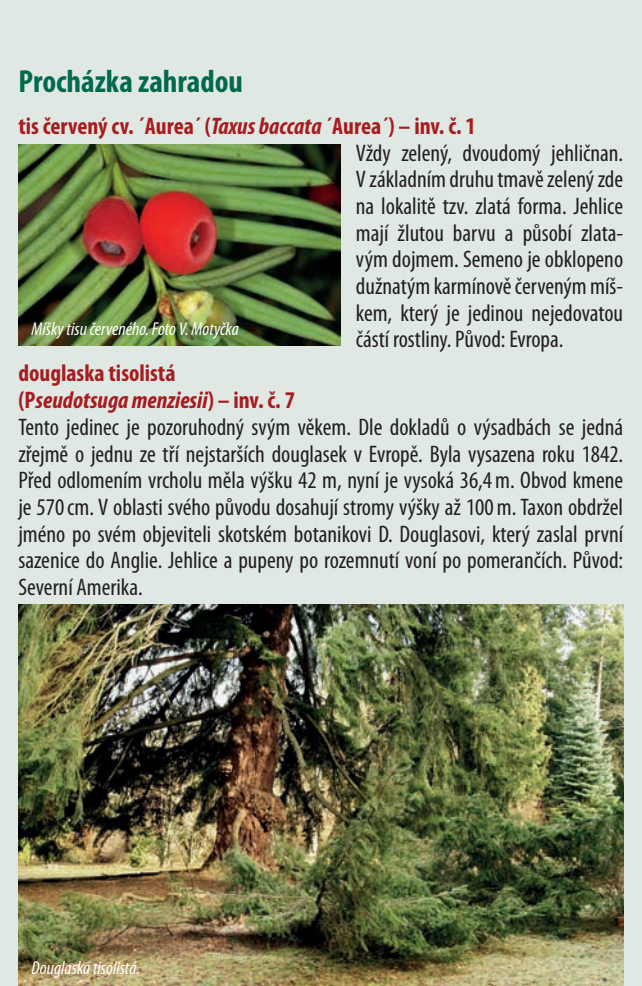 Procházka zahradou
tis červený cv. ´Aurea´ (Taxus baccata ´Aurea´) – inv. č. 1
Vždy zelený, dvoudomý jehličnan.
V základním druhu tmavě zelený zde
na lokalitě tzv. zlatá forma. Jehlice
mají žlutou barvu a působí zlata-
vým dojmem. Semeno je obklopeno
dužnatým karmínově červeným míš-
kem, který je jedinou nejedovatou
částí rostliny. Původ: Evropa.
Míšky tisu červeného. Foto V. Motyčka
douglaska tisolistá
(Pseudotsuga menziesii) – inv. č. 7
Tento jedinec je pozoruhodný svým věkem. Dle dokladů o výsadbách se jedná
zřejmě o jednu ze tří nejstarších douglasek v Evropě. Byla vysazena roku 1842.
Před odlomením vrcholu měla výšku 42 m, nyní je vysoká 36,4 m. Obvod kmene
je 570 cm. V oblasti svého původu dosahují stromy výšky až 100 m. Taxon obdržel
jméno po svém objeviteli skotském botanikovi D. Douglasovi, který zaslal první
sazenice do Anglie. Jehlice a pupeny po rozemnutí voní po pomerančích. Původ:
Severní Amerika.
Douglaska tisolistá.